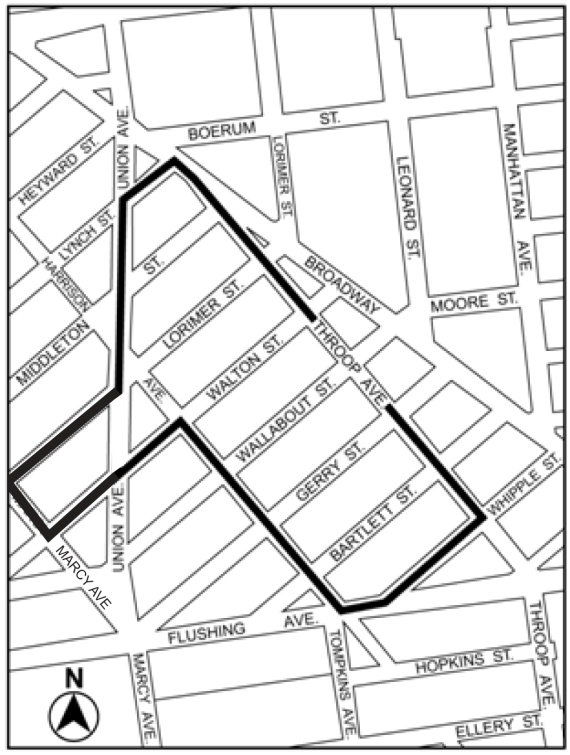 BOERUM ST.
UNION AVE.
HEYWARD ST.
LORIMER ST.
LEONARD ST.
MANHATTAN AVE.
LYNCH ST.
HARRISON AVE.
BROADWAY
MOORE ST.
LORIMER ST.
MIDDLETON ST.
THROOP AVE.
WALTON ST.
WALLABOUT ST.
GERRY ST.
WHIPPLE ST.
UNION AVE.
BARTLETT ST.
MARCY AVE
FLUSHING AVE.
MARCY AVE.
TOMPKINS AVE.
THROOP AVE.
HOPKINS ST.
N
ELLERY ST.